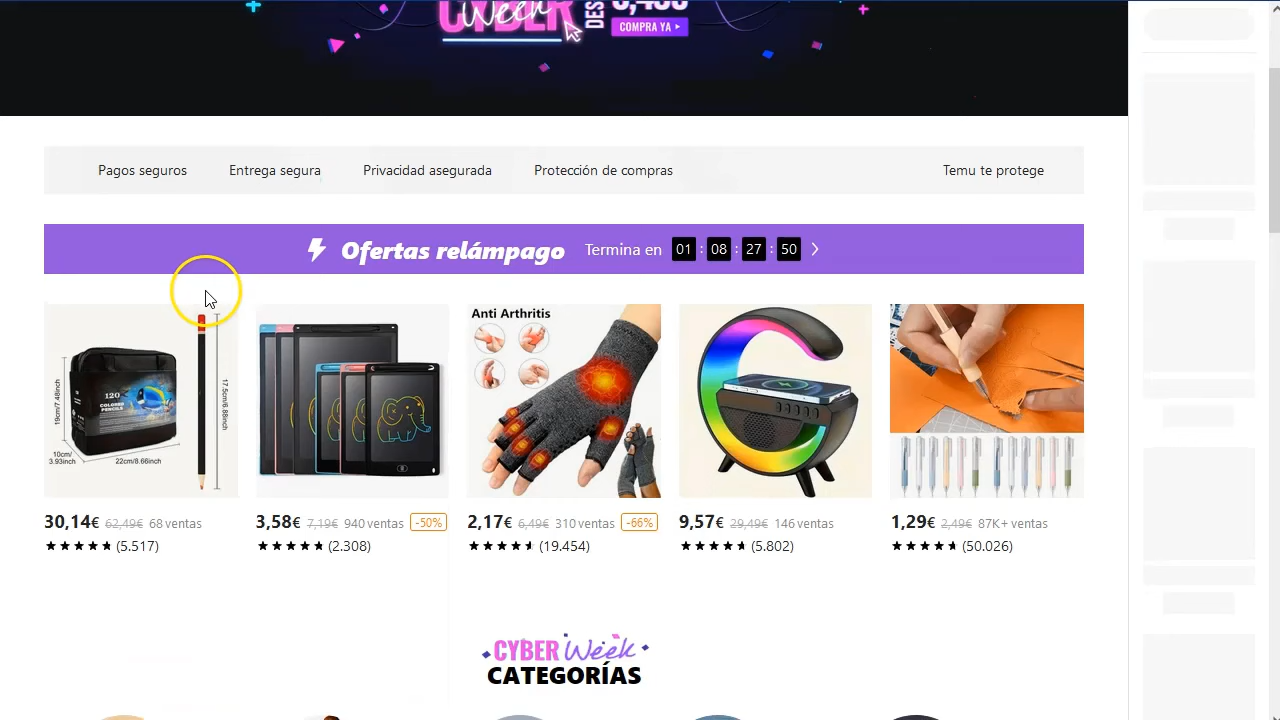 CYBER Week
DES
COMPRA YA
Pagos seguros Entrega segura Privacidad asegurada Protección de compras Temu te protege
Ofertas relámpago Termina en 01 : 08 : 27 : 50
120
COLORED
PENCILS
19cm/7.48inch
10cm/
3.93inch
22cm/8.66inch
17.5cm/6.88inch
Anti Arthritis
30,14€ 62,49€ 68 ventas
★★★★★ (5.517)
3,58€ 7,19€ 940 ventas -50%
★★★★★ (2.308)
2,17€ 6,49€ 310 ventas -66%
★★★★★ (19.454)
9,57€ 29,49€ 146 ventas
★★★★★ (5.802)
1,29€ 2,49€ 87K+ ventas
★★★★★ (50.026)
CYBER Week
CATEGORÍAS